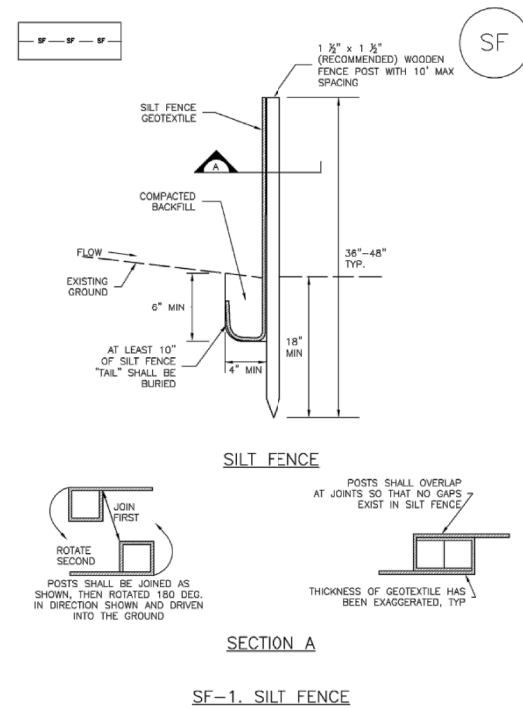 SF SF SF
SF
1 ½" x 1 ½"
(RECOMMENDED) WOODEN
FENCE POST WITH 10' MAX
SPACING
SILT FENCE
GEOTEXTILE
A
COMPACTED
BACKFILL
FLOW
36"-48"
TYP.
EXISTING
GROUND
6" MIN
18"
MIN
AT LEAST 10"
OF SILT FENCE
"TAIL" SHALL BE
BURIED
4" MIN
SILT FENCE
JOIN
FIRST
ROTATE
SECOND
POSTS SHALL BE JOINED AS
SHOWN, THEN ROTATED 180 DEG.
IN DIRECTION SHOWN AND DRIVEN
INTO THE GROUND
POSTS SHALL OVERLAP
AT JOINTS SO THAT NO GAPS
EXIST IN SILT FENCE
THICKNESS OF GEOTEXTILE HAS
BEEN EXAGGERATED, TYP
SECTION A
SF-1. SILT FENCE